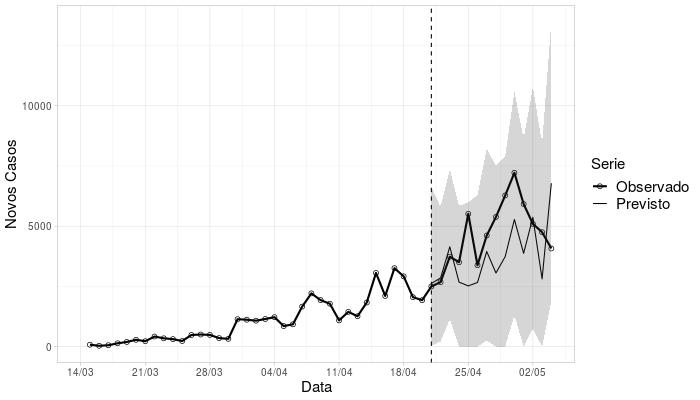 10000
5000
0
Novos Casos
14/03 21/03 28/03 04/04 11/04 18/04 25/04 02/05
Data
Serie
Observado
Previsto